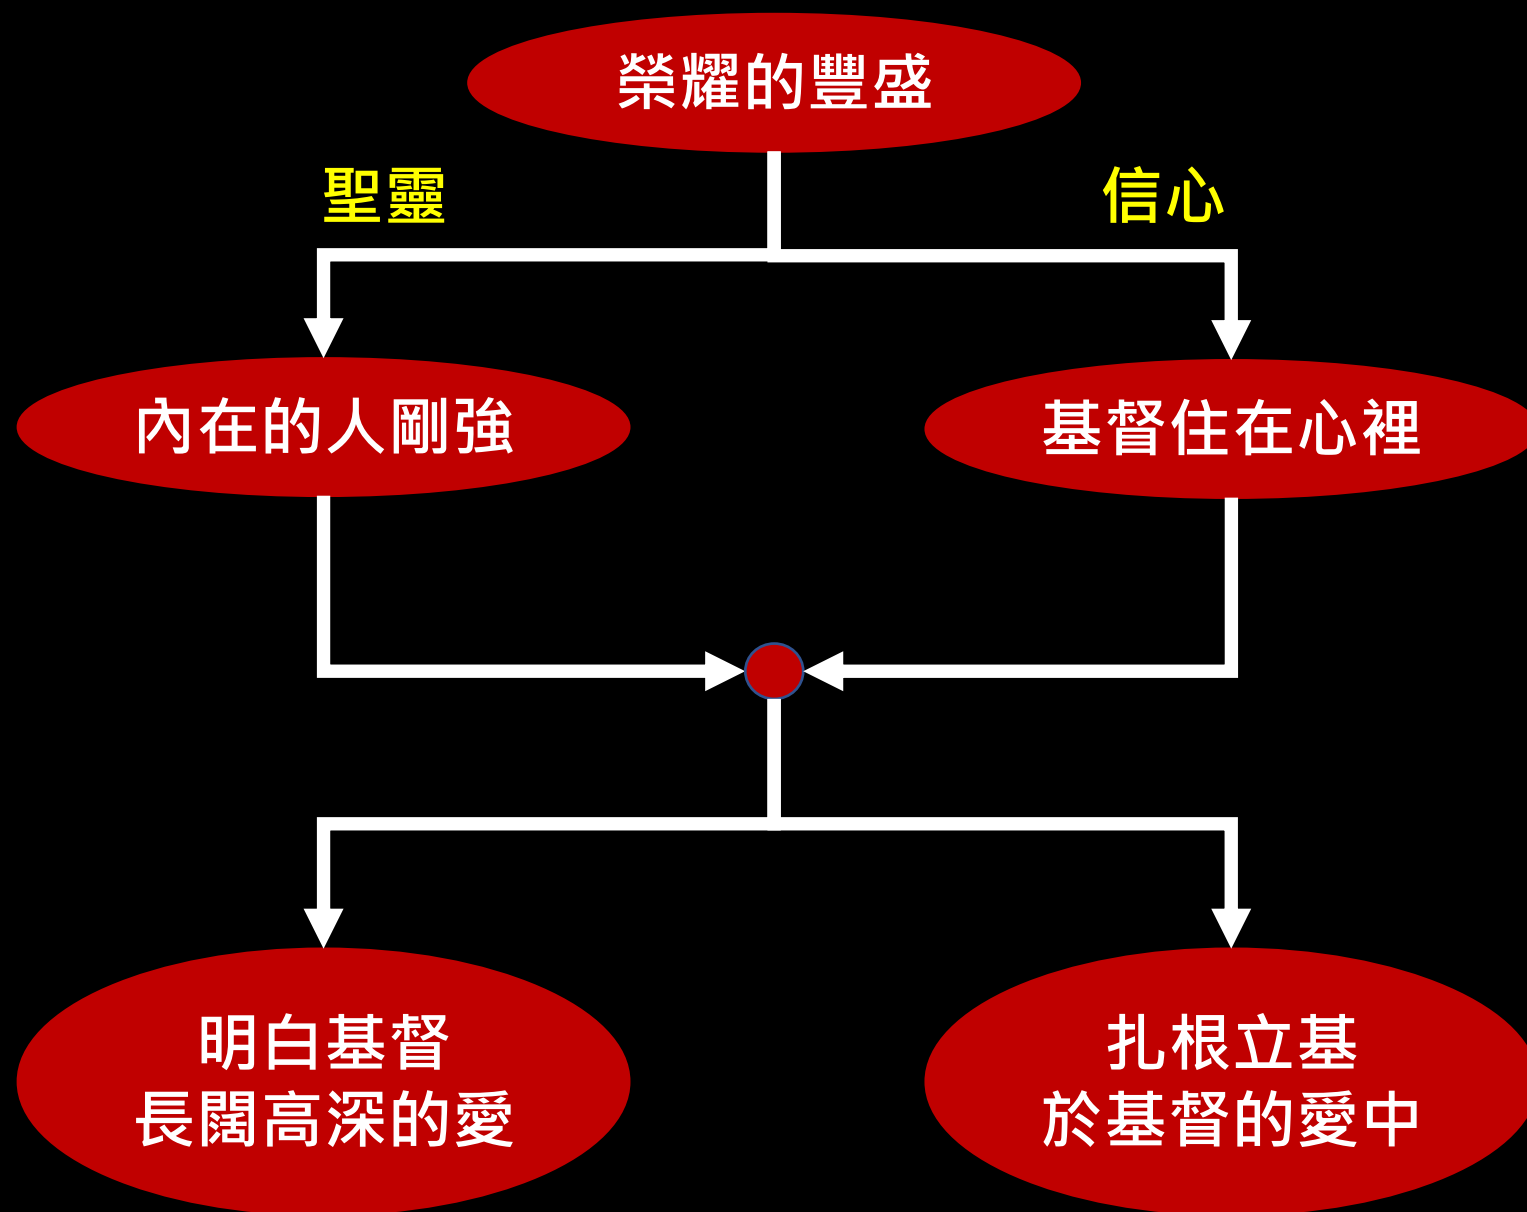 榮耀的豐盛
聖靈
信心
內在的人剛強
基督住在心裡
明白基督
長闊高深的愛
扎根立基
於基督的愛中